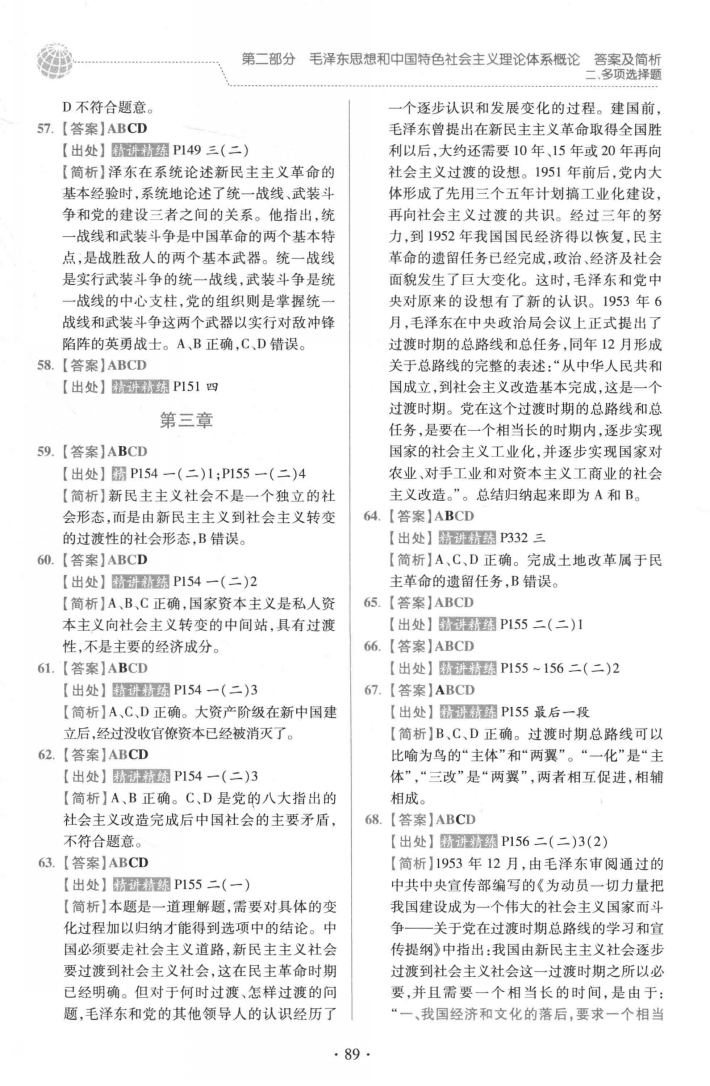 第二部分　毛泽东思想和中国特色社会主义理论体系概论　答案及简析
二.多项选择题
D 不符合题意。
57.【答案】ABCD
【出处】精讲精练 P149 三(二)
【简析】泽东在系统论述新民主主义革命的
基本经验时,系统地论述了统一战线、武装斗
争和党的建设三者之间的关系。他指出,统
一战线和武装斗争是中国革命的两个基本特
点,是战胜敌人的两个基本武器。统一战线
是实行武装斗争的统一战线,武装斗争是统
一战线的中心支柱,党的组织则是掌握统一
战线和武装斗争这两个武器以实行对敌冲锋
陷阵的英勇战士。A、B 正确,C、D 错误。
58.【答案】ABCD
【出处】精讲精练 P151 四
第三章
59.【答案】ABCD
【出处】精 P154 一(二)1;P155 一(二)4
【简析】新民主主义社会不是一个独立的社
会形态,而是由新民主主义到社会主义转变
的过渡性的社会形态,B 错误。
60.【答案】ABCD
【出处】精讲精练 P154 一(二)2
【简析】A、B、C 正确,国家资本主义是私人资
本主义向社会主义转变的中间站,具有过渡
性,不是主要的经济成分。
61.【答案】ABCD
【出处】精讲精练 P154 一(二)3
【简析】A、C、D 正确。大资产阶级在新中国建
立后,经过没收官僚资本已经被消灭了。
62.【答案】ABCD
【出处】精讲精练 P154 一(二)3
【简析】A、B 正确。C、D 是党的八大指出的
社会主义改造完成后中国社会的主要矛盾,
不符合题意。
63.【答案】ABCD
【出处】精讲精练 P155 二(一)
【简析】本题是一道理解题,需要对具体的变
化过程加以归纳才能得到选项中的结论。中
国必须要走社会主义道路,新民主主义社会
要过渡到社会主义社会,这在民主革命时期
已经明确。但对于何时过渡、怎样过渡的问
题,毛泽东和党的其他领导人的认识经历了
一个逐步认识和发展变化的过程。建国前,
毛泽东曾提出在新民主主义革命取得全国胜
利以后,大约还需要 10 年、15 年或 20 年再向
社会主义过渡的设想。1951 年前后,党内大
体形成了先用三个五年计划搞工业化建设,
再向社会主义过渡的共识。经过三年的努
力,到 1952 年我国国民经济得以恢复,民主
革命的遗留任务已经完成,政治、经济及社会
面貌发生了巨大变化。这时,毛泽东和党中
央对原来的设想有了新的认识。1953 年 6
月,毛泽东在中央政治局会议上正式提出了
过渡时期的总路线和总任务,同年 12 月形成
关于总路线的完整的表述:“从中华人民共和
国成立,到社会主义改造基本完成,这是一个
过渡时期。党在这个过渡时期的总路线和总
任务,是要在一个相当长的时期内,逐步实现
国家的社会主义工业化,并逐步实现国家对
农业、对手工业和对资本主义工商业的社会
主义改造。”。总结归纳起来即为 A 和 B。
64.【答案】ABCD
【出处】精讲精练 P332 三
【简析】A、C、D 正确。完成土地改革属于民
主革命的遗留任务,B 错误。
65.【答案】ABCD
【出处】精讲精练 P155 二(二)1
66.【答案】ABCD
【出处】精讲精练 P155 ~ 156 二(二)2
67.【答案】ABCD
【出处】精讲精练 P155 最后一段
【简析】B、C、D 正确。过渡时期总路线可以
比喻为鸟的“主体”和“两翼”。“一化”是“主
体”,“三改”是“两翼”,两者相互促进,相辅
相成。
68.【答案】ABCD
【出处】精讲精练 P156 二(二)3(2)
【简析】1953 年 12 月,由毛泽东审阅通过的
中共中央宣传部编写的《为动员一切力量把
我国建设成为一个伟大的社会主义国家而斗
争——关于党在过渡时期总路线的学习和宣
传提纲》中指出:我国由新民主主义社会逐步
过渡到社会主义社会这一过渡时期之所以必
要,并且需要一个相当长的时间,是由于:
“一、我国经济和文化的落后,要求一个相当
· 89 ·